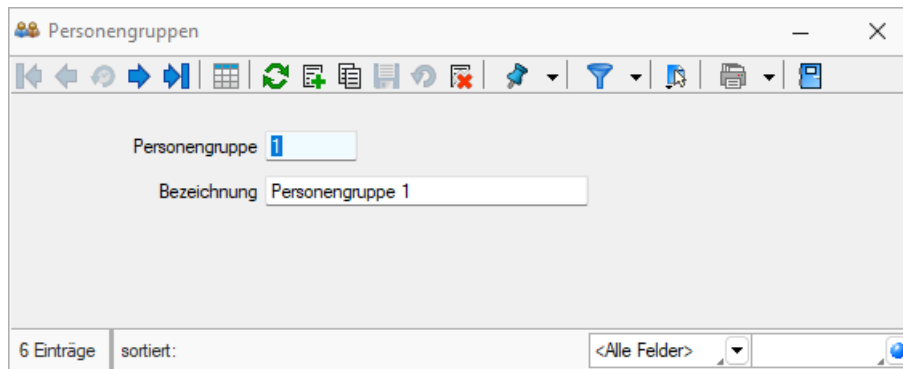 Personengruppen
Personengruppe 1
Bezeichnung Personengruppe 1
6 Einträge sortiert: <Alle Felder>